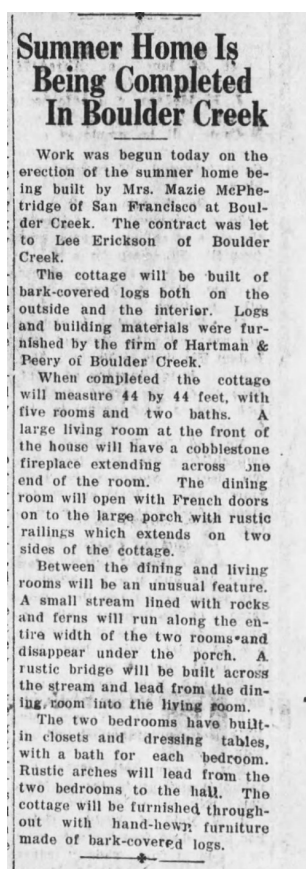 Summer Home Is
Being Completed
In Boulder Creek
Work was begun today on the
erection of the summer home be-
ing built by Mrs. Mazie McPhe-
tridge of San Francisco at Boul-
der Creek. The contract was let
to Lee Erickson of Boulder
Creek.
The cottage will be built of
bark-covered logs both on the
outside and the interior. Logs
and building materials were fur-
nished by the firm of Hartman &
Peery of Boulder Creek.
When completed the cottage
will measure 44 by 44 feet, with
five rooms and two baths. A
large living room at the front of
the house will have a cobblestone
fireplace extending across one
end of the room. The dining
room will open with French doors
on to the large porch with rustic
railings which extends on two
sides of the cottage.
Between the dining and living
rooms will be an unusual feature.
A small stream lined with rocks
and ferns will run along the en-
tire width of the two rooms and
disappear under the porch. A
rustic bridge will be built across
the stream and lead from the din-
ing room into the living room.
The two bedrooms have built-
in closets and dressing tables,
with a bath for each bedroom.
Rustic arches will lead from the
two bedrooms to the hall. The
cottage will be furnished through-
out with hand-hewn furniture
made of bark-covered logs.